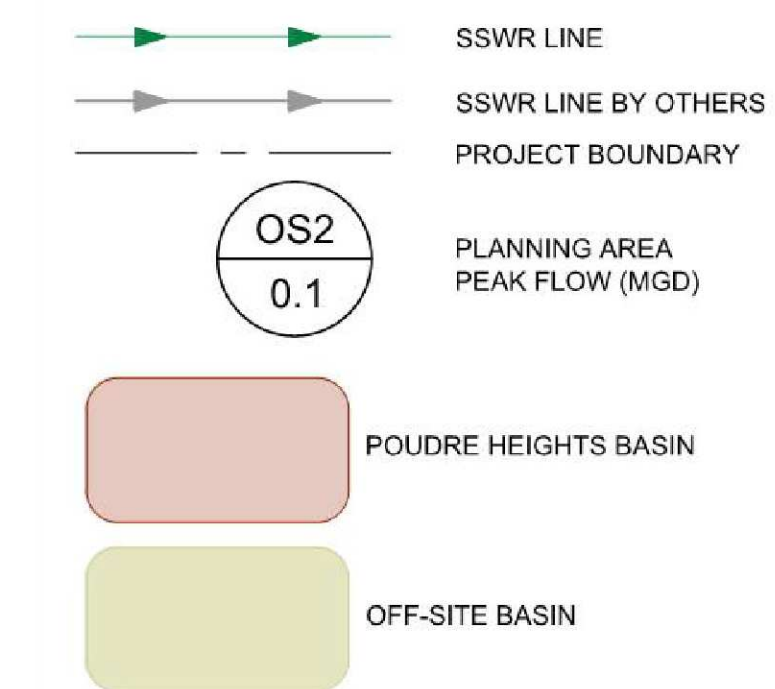 SSWR LINE
SSWR LINE BY OTHERS
PROJECT BOUNDARY
OS2
0.1
PLANNING AREA
PEAK FLOW (MGD)
POUDRE HEIGHTS BASIN
OFF-SITE BASIN